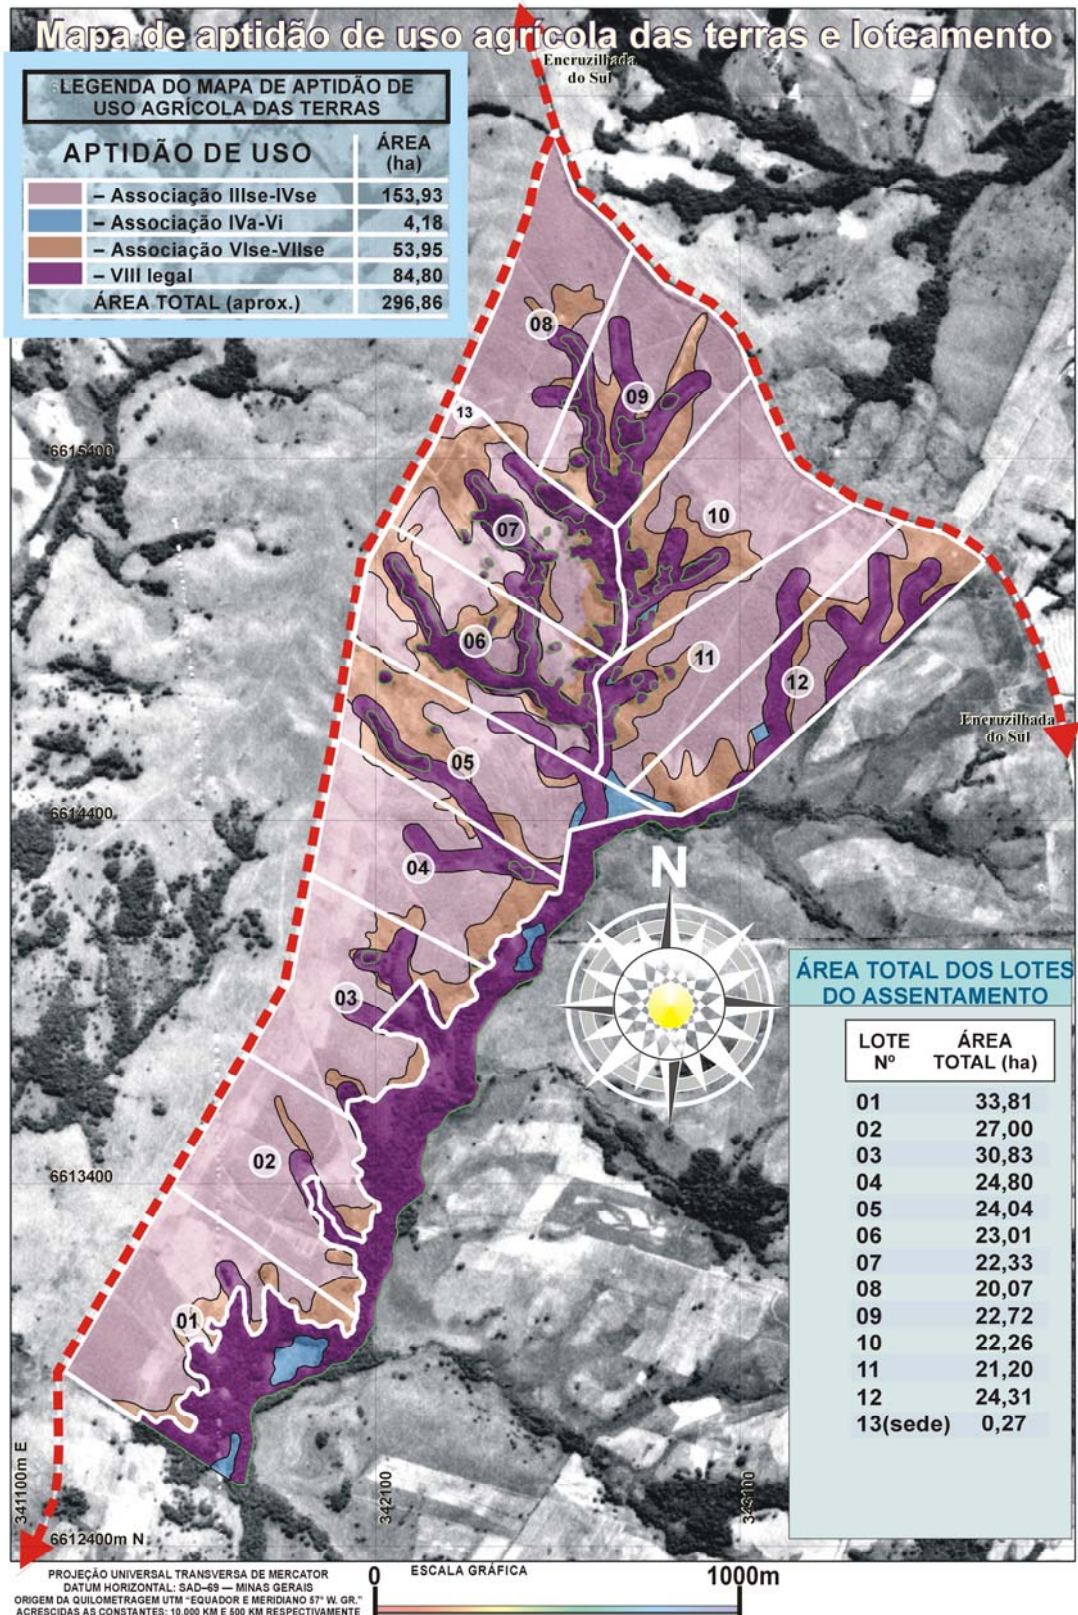 Mapa de aptidão de uso agrícola das terras e loteamento
Encruzilhada
do Sul
LEGENDA DO MAPA DE APTIDÃO DE
USO AGRÍCOLA DAS TERRAS
APTIDÃO DE USO ÁREA (ha)
– Associação IIIse-IVse 153,93
– Associação IVa-Vi 4,18
– Associação VIse-VIIse 53,95
– VIII legal 84,80
ÁREA TOTAL (aprox.) 296,86
08
09
13
6615400
10
07
06
11
12
Encruzilhada
do Sul
05
6614400
04
N
03
02
6613400
01
ÁREA TOTAL DOS LOTES
DO ASSENTAMENTO
LOTE Nº ÁREA TOTAL (ha)
01 33,81
02 27,00
03 30,83
04 24,80
05 24,04
06 23,01
07 22,33
08 20,07
09 22,72
10 22,26
11 21,20
12 24,31
13(sede) 0,27
341100m E
342100
343100
6612400m N
PROJEÇÃO UNIVERSAL TRANSVERSA DE MERCATOR
DATUM HORIZONTAL: SAD–69 — MINAS GERAIS
ORIGEM DA QUILOMETRAGEM UTM "EQUADOR E MERIDIANO 57° W. GR."
ACRESCIDAS AS CONSTANTES: 10.000 KM E 500 KM RESPECTIVAMENTE
0 ESCALA GRÁFICA 1000m